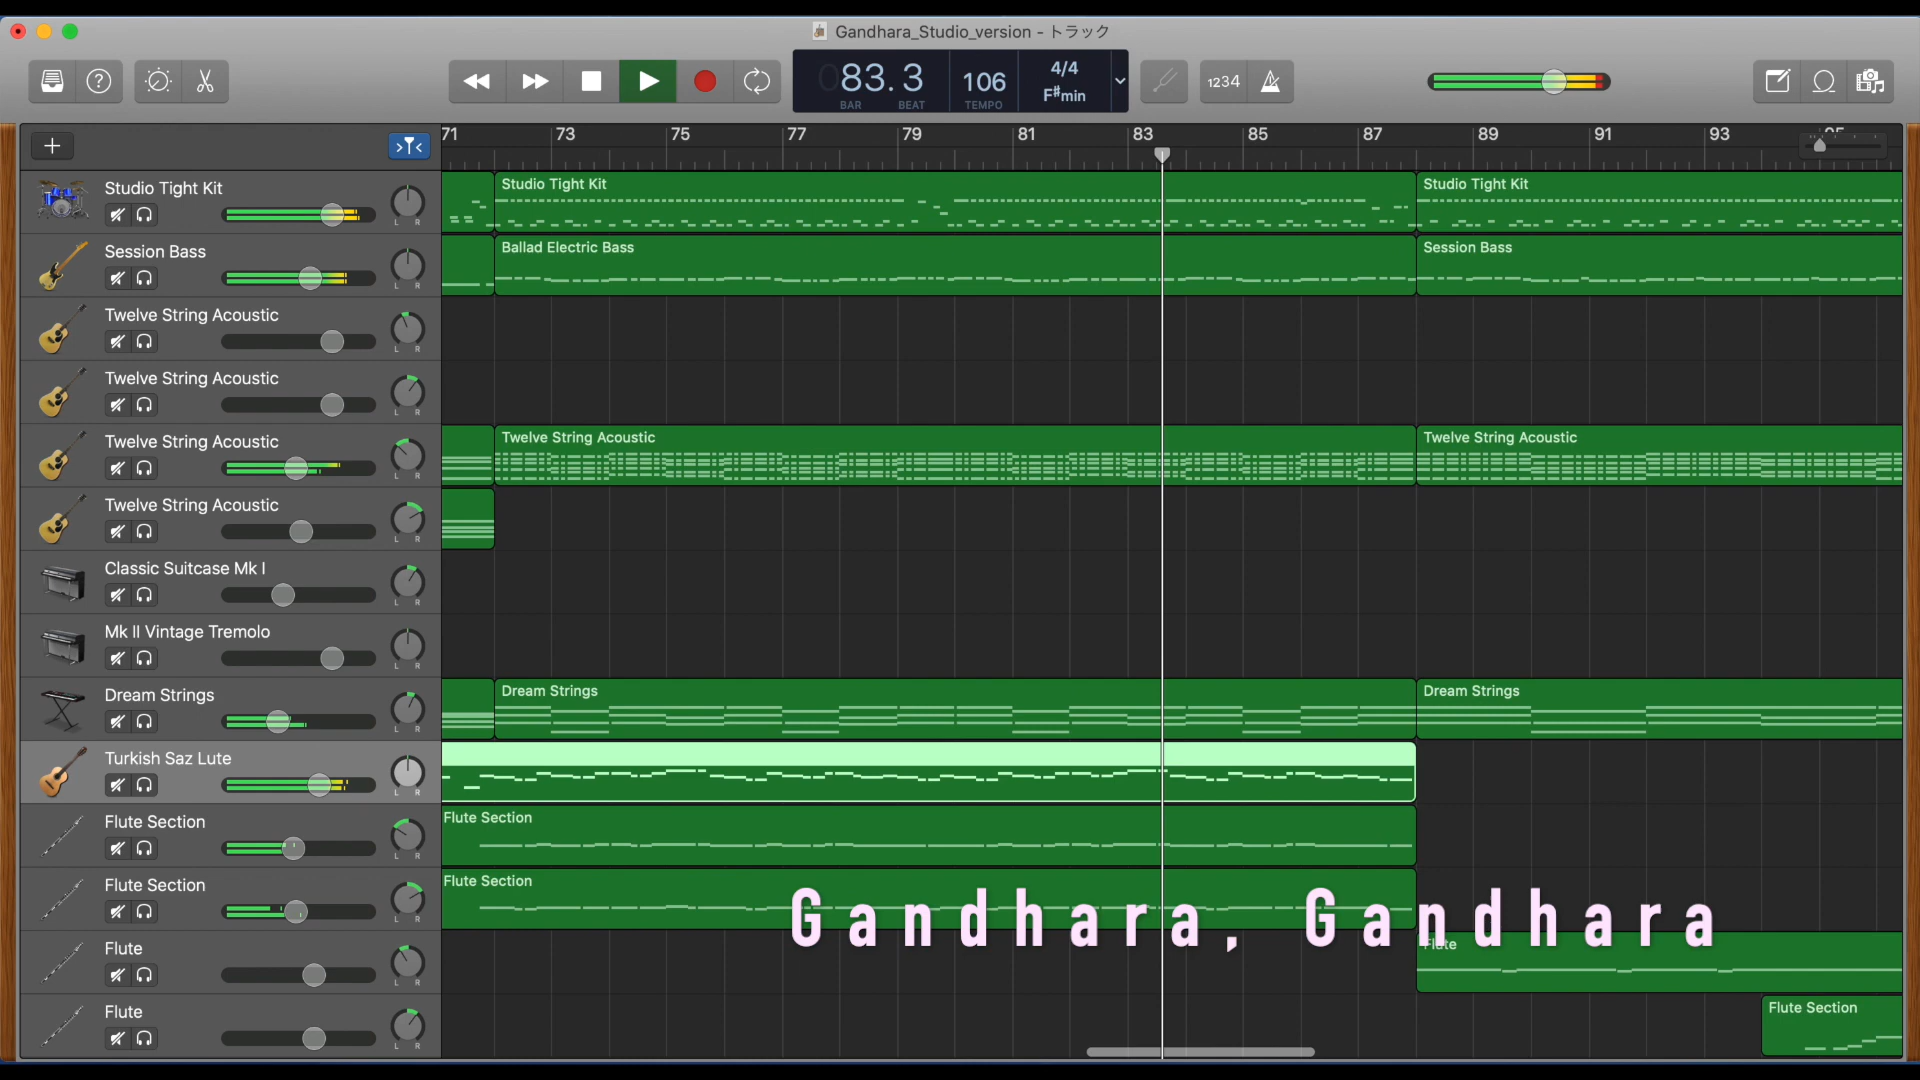 Gandhara_Studio_version - トラック
83.3
BAR BEAT
106
TEMPO
4/4
F#min
1234
71 73 75 77 79 81 83 85 87 89 91 93
Studio Tight Kit
L R
Studio Tight Kit
Studio Tight Kit
Session Bass
L R
Ballad Electric Bass
Session Bass
Twelve String Acoustic
L R
Twelve String Acoustic
L R
Twelve String Acoustic
L R
Twelve String Acoustic
Twelve String Acoustic
Twelve String Acoustic
L R
Classic Suitcase Mk I
L R
Mk II Vintage Tremolo
L R
Dream Strings
L R
Dream Strings
Dream Strings
Turkish Saz Lute
L R
Flute Section
L R
Flute Section
Flute Section
L R
Flute Section
Gandhara, Gandhara
Flute
L R
Flute
Flute
L R
Flute Section